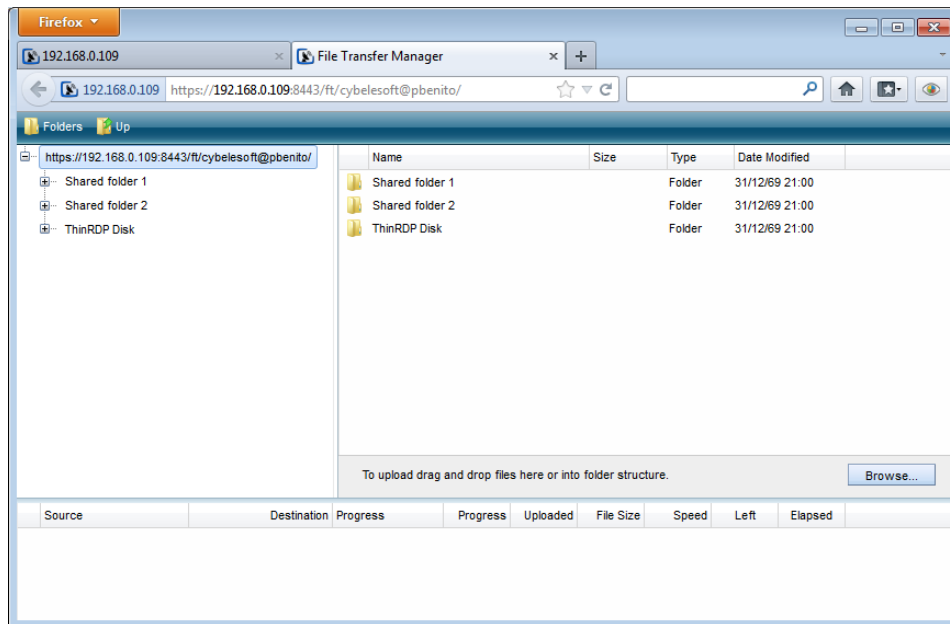 Firefox
192.168.0.109
File Transfer Manager
192.168.0.109 https://192.168.0.109:8443/ft/cybelesoft@pbenito/
Folders Up
https://192.168.0.109:8443/ft/cybelesoft@pbenito/
Shared folder 1
Shared folder 2
ThinRDP Disk
Name Size Type Date Modified
Shared folder 1 Folder 31/12/69 21:00
Shared folder 2 Folder 31/12/69 21:00
ThinRDP Disk Folder 31/12/69 21:00
To upload drag and drop files here or into folder structure. Browse...
Source Destination Progress Progress Uploaded File Size Speed Left Elapsed